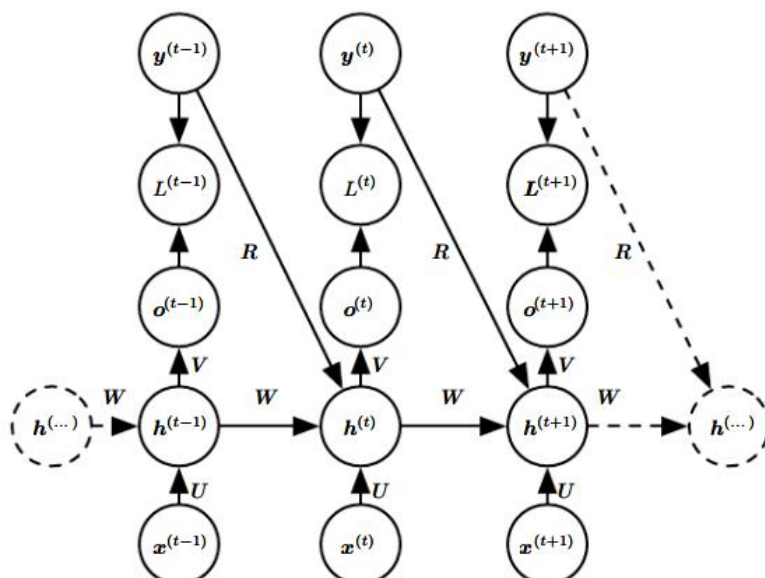 y(t−1) y(t) y(t+1)
L(t−1) L(t) L(t+1)
R R R
o(t−1) o(t) o(t+1)
V V V
W W W W
h(...) h(t−1) h(t) h(t+1) h(...)
U U U
x(t−1) x(t) x(t+1)